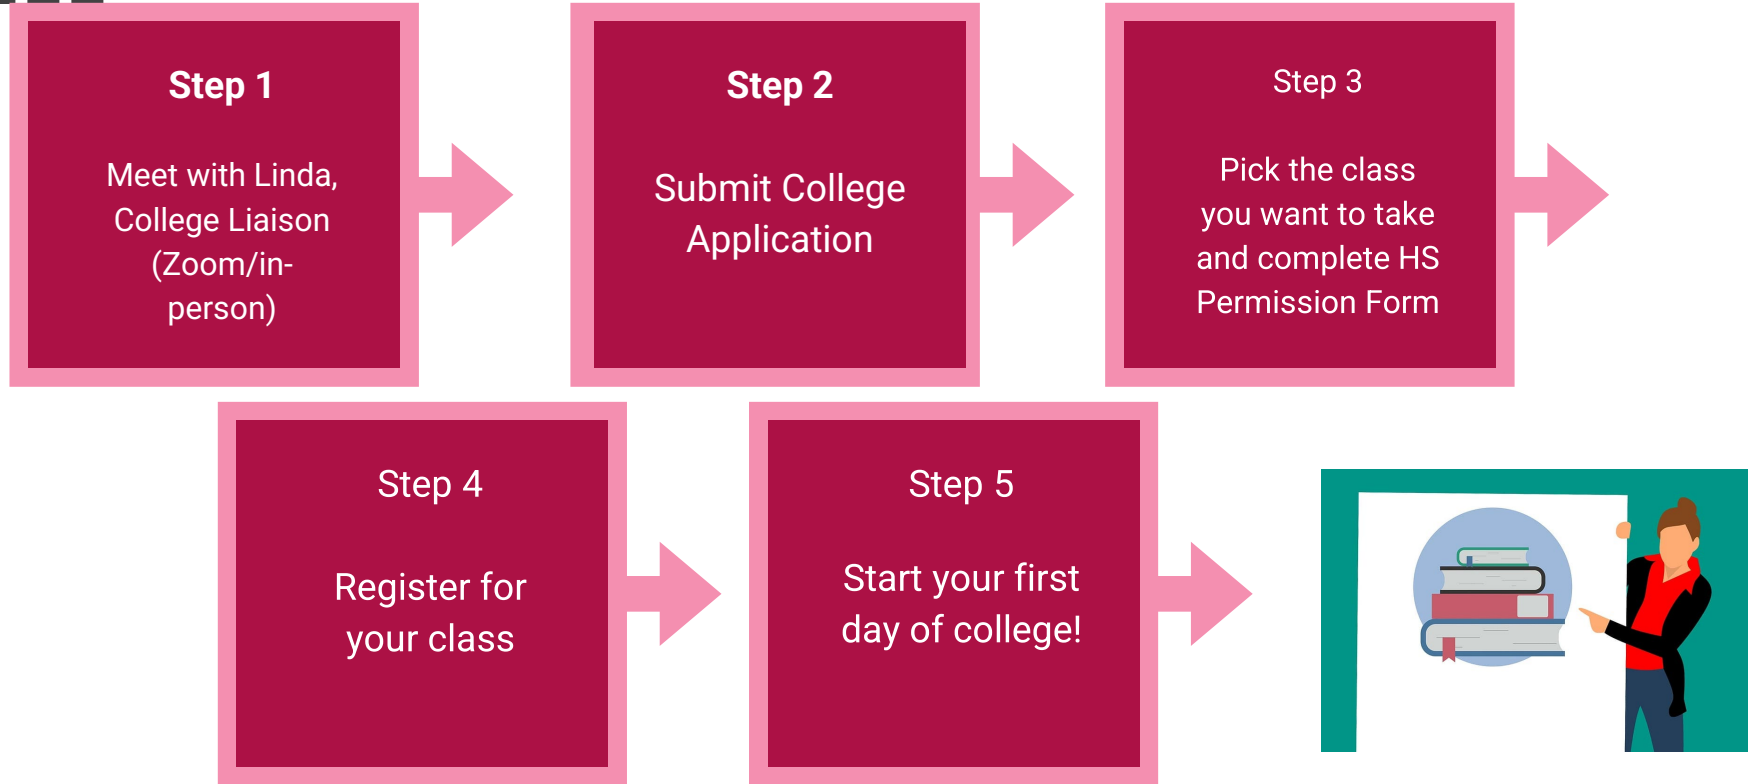 Step 1
Meet with Linda,
College Liaison
(Zoom/in-
person)
Step 2
Submit College
Application
Step 3
Pick the class
you want to take
and complete HS
Permission Form
Step 4
Register for
your class
Step 5
Start your first
day of college!